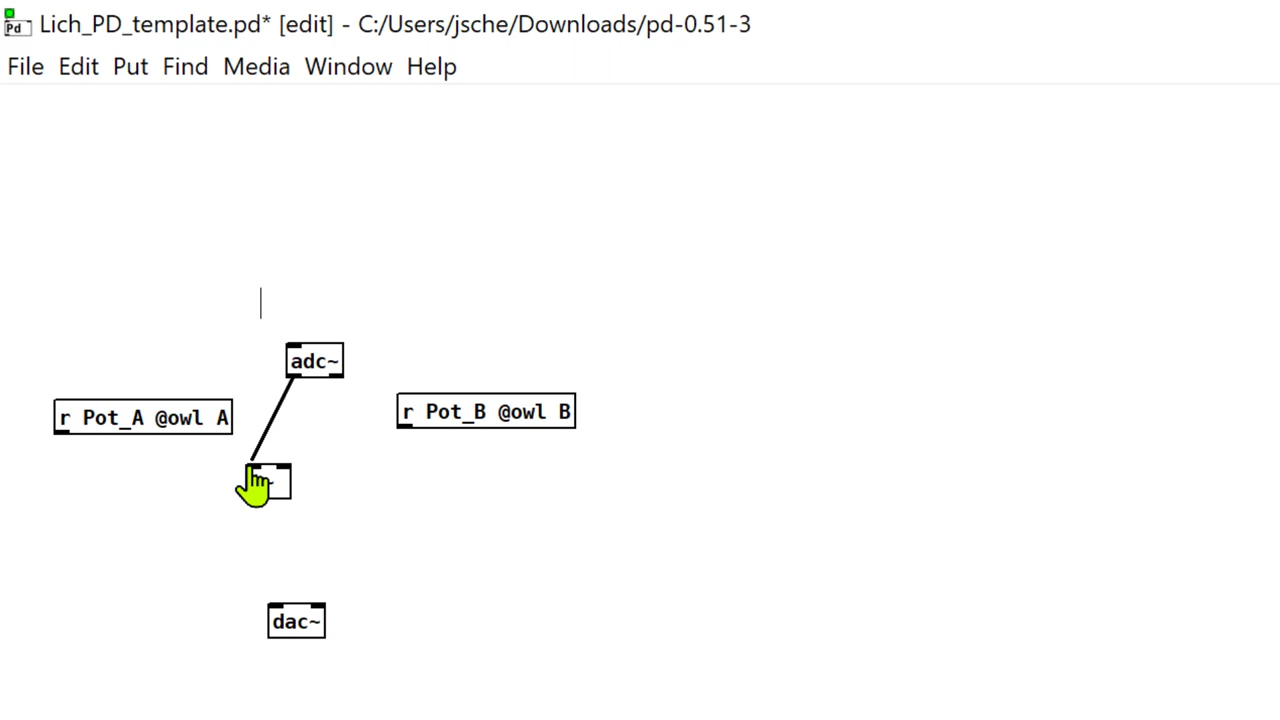 Lich_PD_template.pd* [edit] - C:/Users/jsche/Downloads/pd-0.51-3
File Edit Put Find Media Window Help
adc~
r Pot_A @owl A
r Pot_B @owl B
dac~